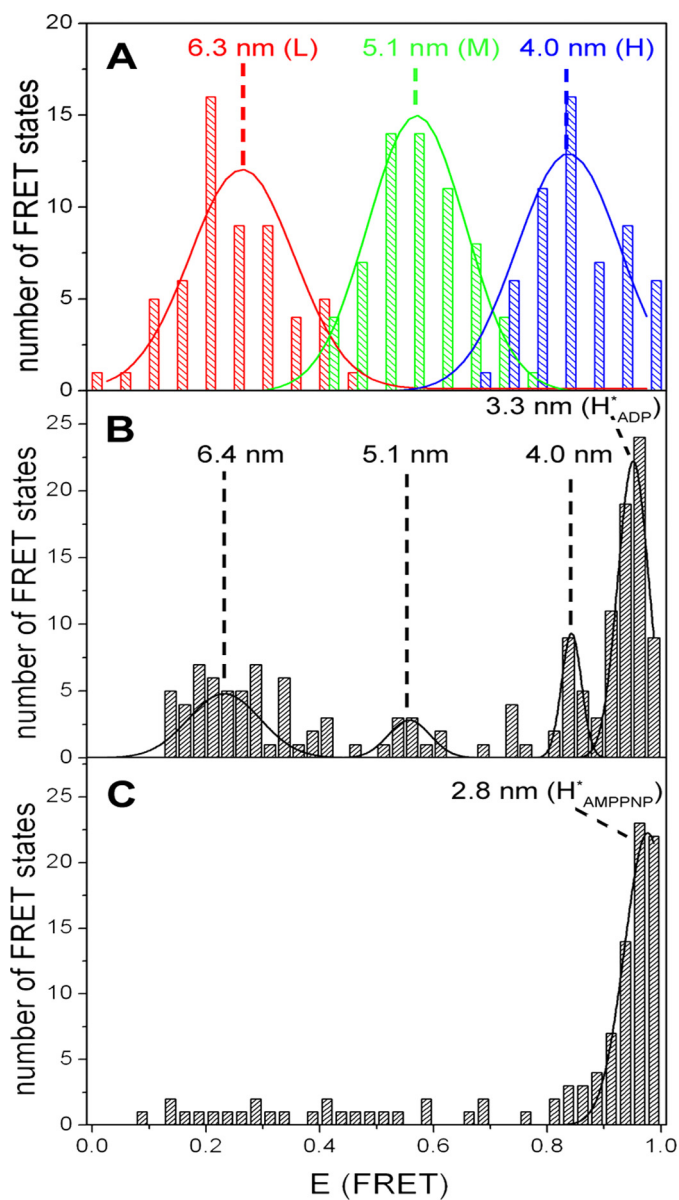 A
6.3 nm (L)
5.1 nm (M)
4.0 nm (H)
20
15
10
5
0
number of FRET states
B
6.4 nm
5.1 nm
4.0 nm
3.3 nm (H*ADP)
25
20
15
10
5
0
number of FRET states
C
2.8 nm (H*AMPPNP)
25
20
15
10
5
0
number of FRET states
0.0 0.2 0.4 0.6 0.8 1.0
E (FRET)